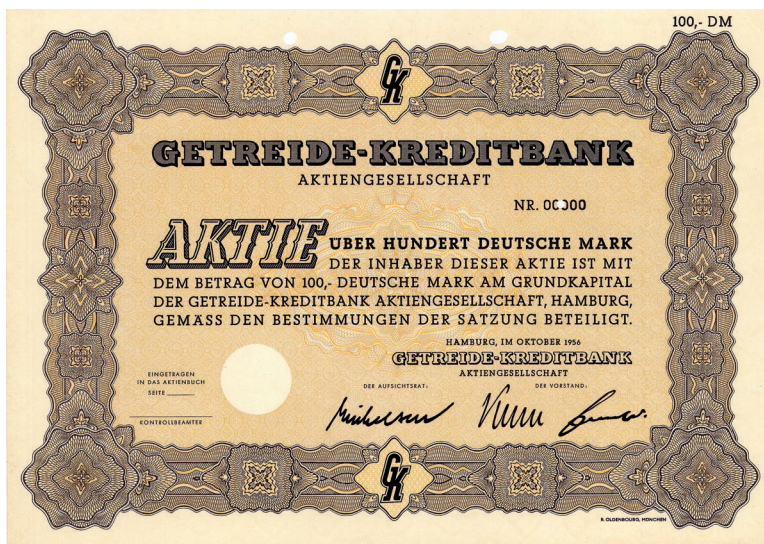 100,- DM
GK
GETREIDE-KREDITBANK
AKTIENGESELLSCHAFT
NR. 00000
AKTIE UBER HUNDERT DEUTSCHE MARK
DER INHABER DIESER AKTIE IST MIT
DEM BETRAG VON 100,- DEUTSCHE MARK AM GRUNDKAPITAL
DER GETREIDE-KREDITBANK AKTIENGESELLSCHAFT, HAMBURG,
GEMÄSS DEN BESTIMMUNGEN DER SATZUNG BETEILIGT.
HAMBURG, IM OKTOBER 1956
GETREIDE-KREDITBANK
AKTIENGESELLSCHAFT
EINGETRAGEN
IN DAS AKTIENBUCH
SEITE
KONTROLLBEAMTER
DER AUFSICHTSRAT:
DER VORSTAND:
GK
R. OLDENBOURG, MÜNCHEN